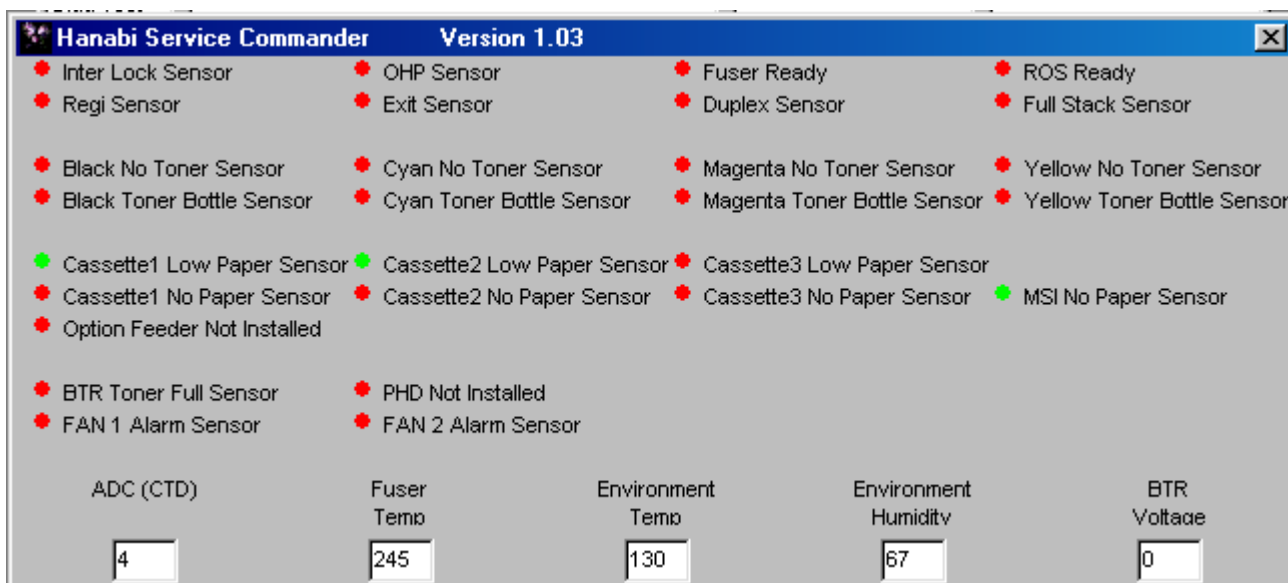 Hanabi Service Commander Version 1.03
Inter Lock Sensor OHP Sensor Fuser Ready ROS Ready
Regi Sensor Exit Sensor Duplex Sensor Full Stack Sensor
Black No Toner Sensor Cyan No Toner Sensor Magenta No Toner Sensor Yellow No Toner Sensor
Black Toner Bottle Sensor Cyan Toner Bottle Sensor Magenta Toner Bottle Sensor Yellow Toner Bottle Sensor
Cassette1 Low Paper Sensor Cassette2 Low Paper Sensor Cassette3 Low Paper Sensor
Cassette1 No Paper Sensor Cassette2 No Paper Sensor Cassette3 No Paper Sensor MSI No Paper Sensor
Option Feeder Not Installed
BTR Toner Full Sensor PHD Not Installed
FAN 1 Alarm Sensor FAN 2 Alarm Sensor
ADC (CTD) Fuser Environment Environment BTR
Temp Temp Humidity Voltage
4 245 130 67 0